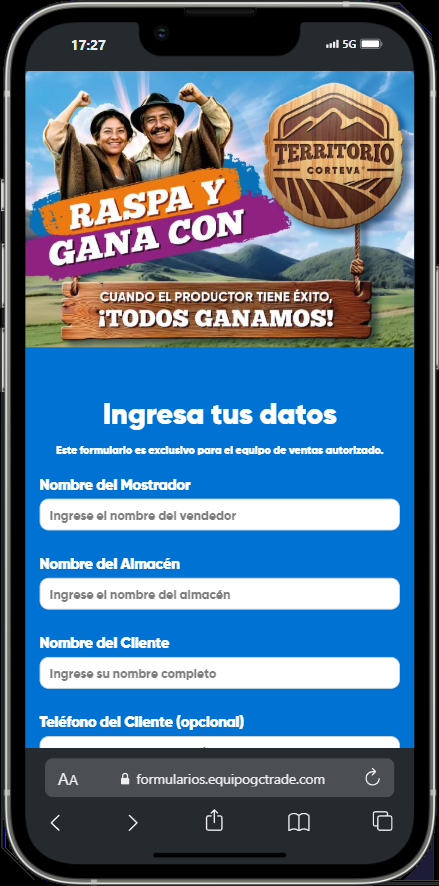 17:27
5G
TERRITORIO
CORTEVA
RASPA Y
GANA CON
CUANDO EL PRODUCTOR TIENE ÉXITO,
¡TODOS GANAMOS!
Ingresa tus datos
Este formulario es exclusivo para el equipo de ventas autorizado.
Nombre del Mostrador
Ingrese el nombre del vendedor
Nombre del Almacén
Ingrese el nombre del almacén
Nombre del Cliente
Ingrese su nombre completo
Teléfono del Cliente (opcional)
AA
formularios.equipogctrade.com